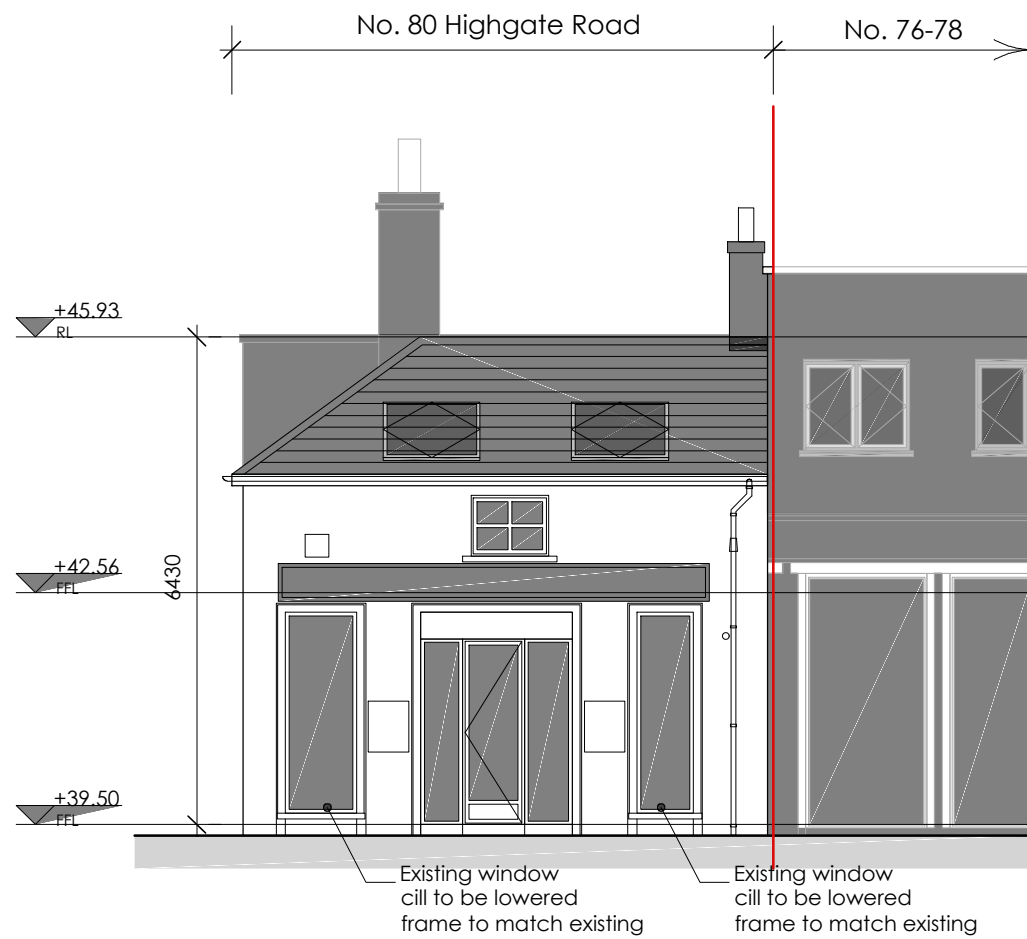 No. 80 Highgate Road
No. 76-78
+45.93
RL
6430
+42.56
FFL
+39.50
FFL
Existing window
cill to be lowered
frame to match existing
Existing window
cill to be lowered
frame to match existing